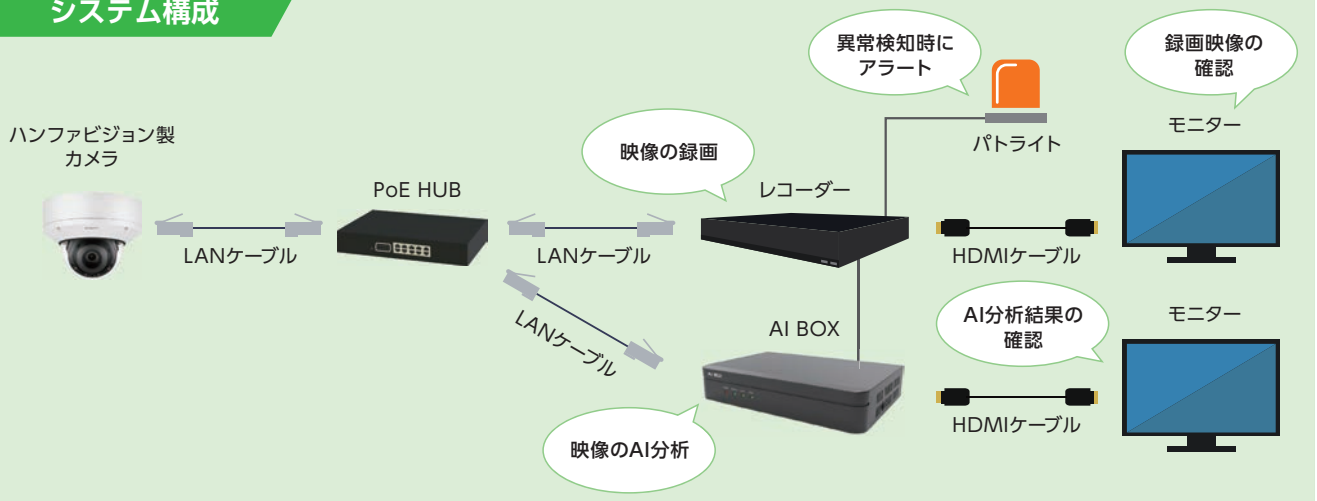 システム構成
異常検知時に
アラート
録画映像の
確認
ハンファビジョン製
カメラ
映像の録画
パトライト
モニター
PoE HUB
レコーダー
LANケーブル
LANケーブル
HDMIケーブル
LANケーブル
AI BOX
AI分析結果の
確認
モニター
HDMIケーブル
映像のAI分析